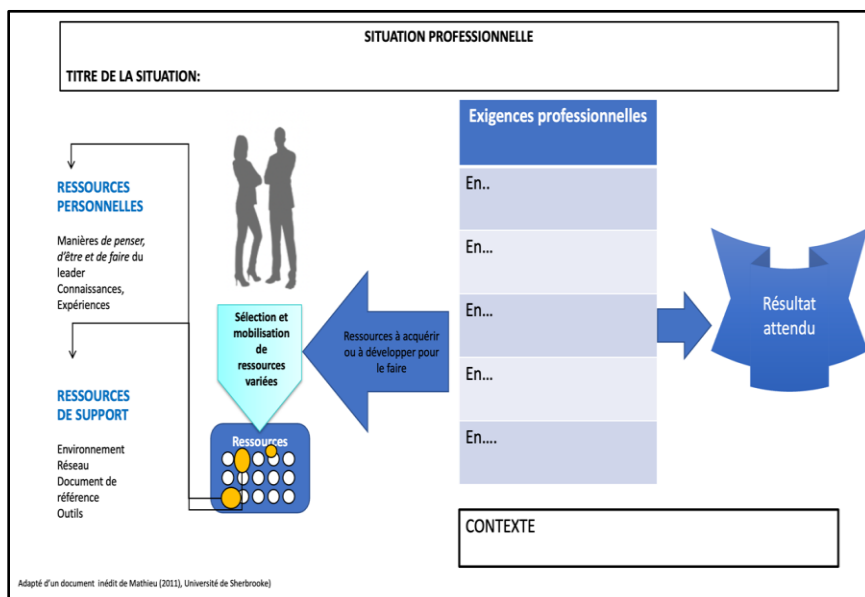 SITUATION PROFESSIONNELLE
TITRE DE LA SITUATION:
RESSOURCES
PERSONNELLES
Manières de penser,
d'être et de faire du
leader
Connaissances,
Expériences
RESSOURCES
DE SUPPORT
Environnement
Réseau
Document de
référence
Outils
Sélection et
mobilisation
de
ressources
variées
Ressources
Ressources à acquérir
ou à développer pour
le faire
Exigences professionnelles
En..
En...
En...
En...
En....
Résultat
attendu
CONTEXTE
Adapté d'un document inédit de Mathieu (2011), Université de Sherbrooke)